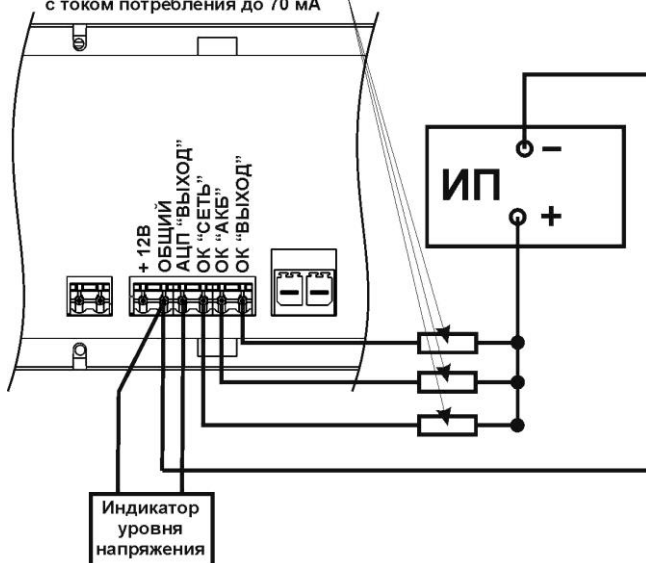 с током потребления до 70 мА
+ 12В
ОБЩИЙ
АЦП "ВЫХОД"
ОК "СЕТЬ"
ОК "АКБ"
ОК "ВЫХОД"
–
ИП
+
Индикатор
уровня
напряжения